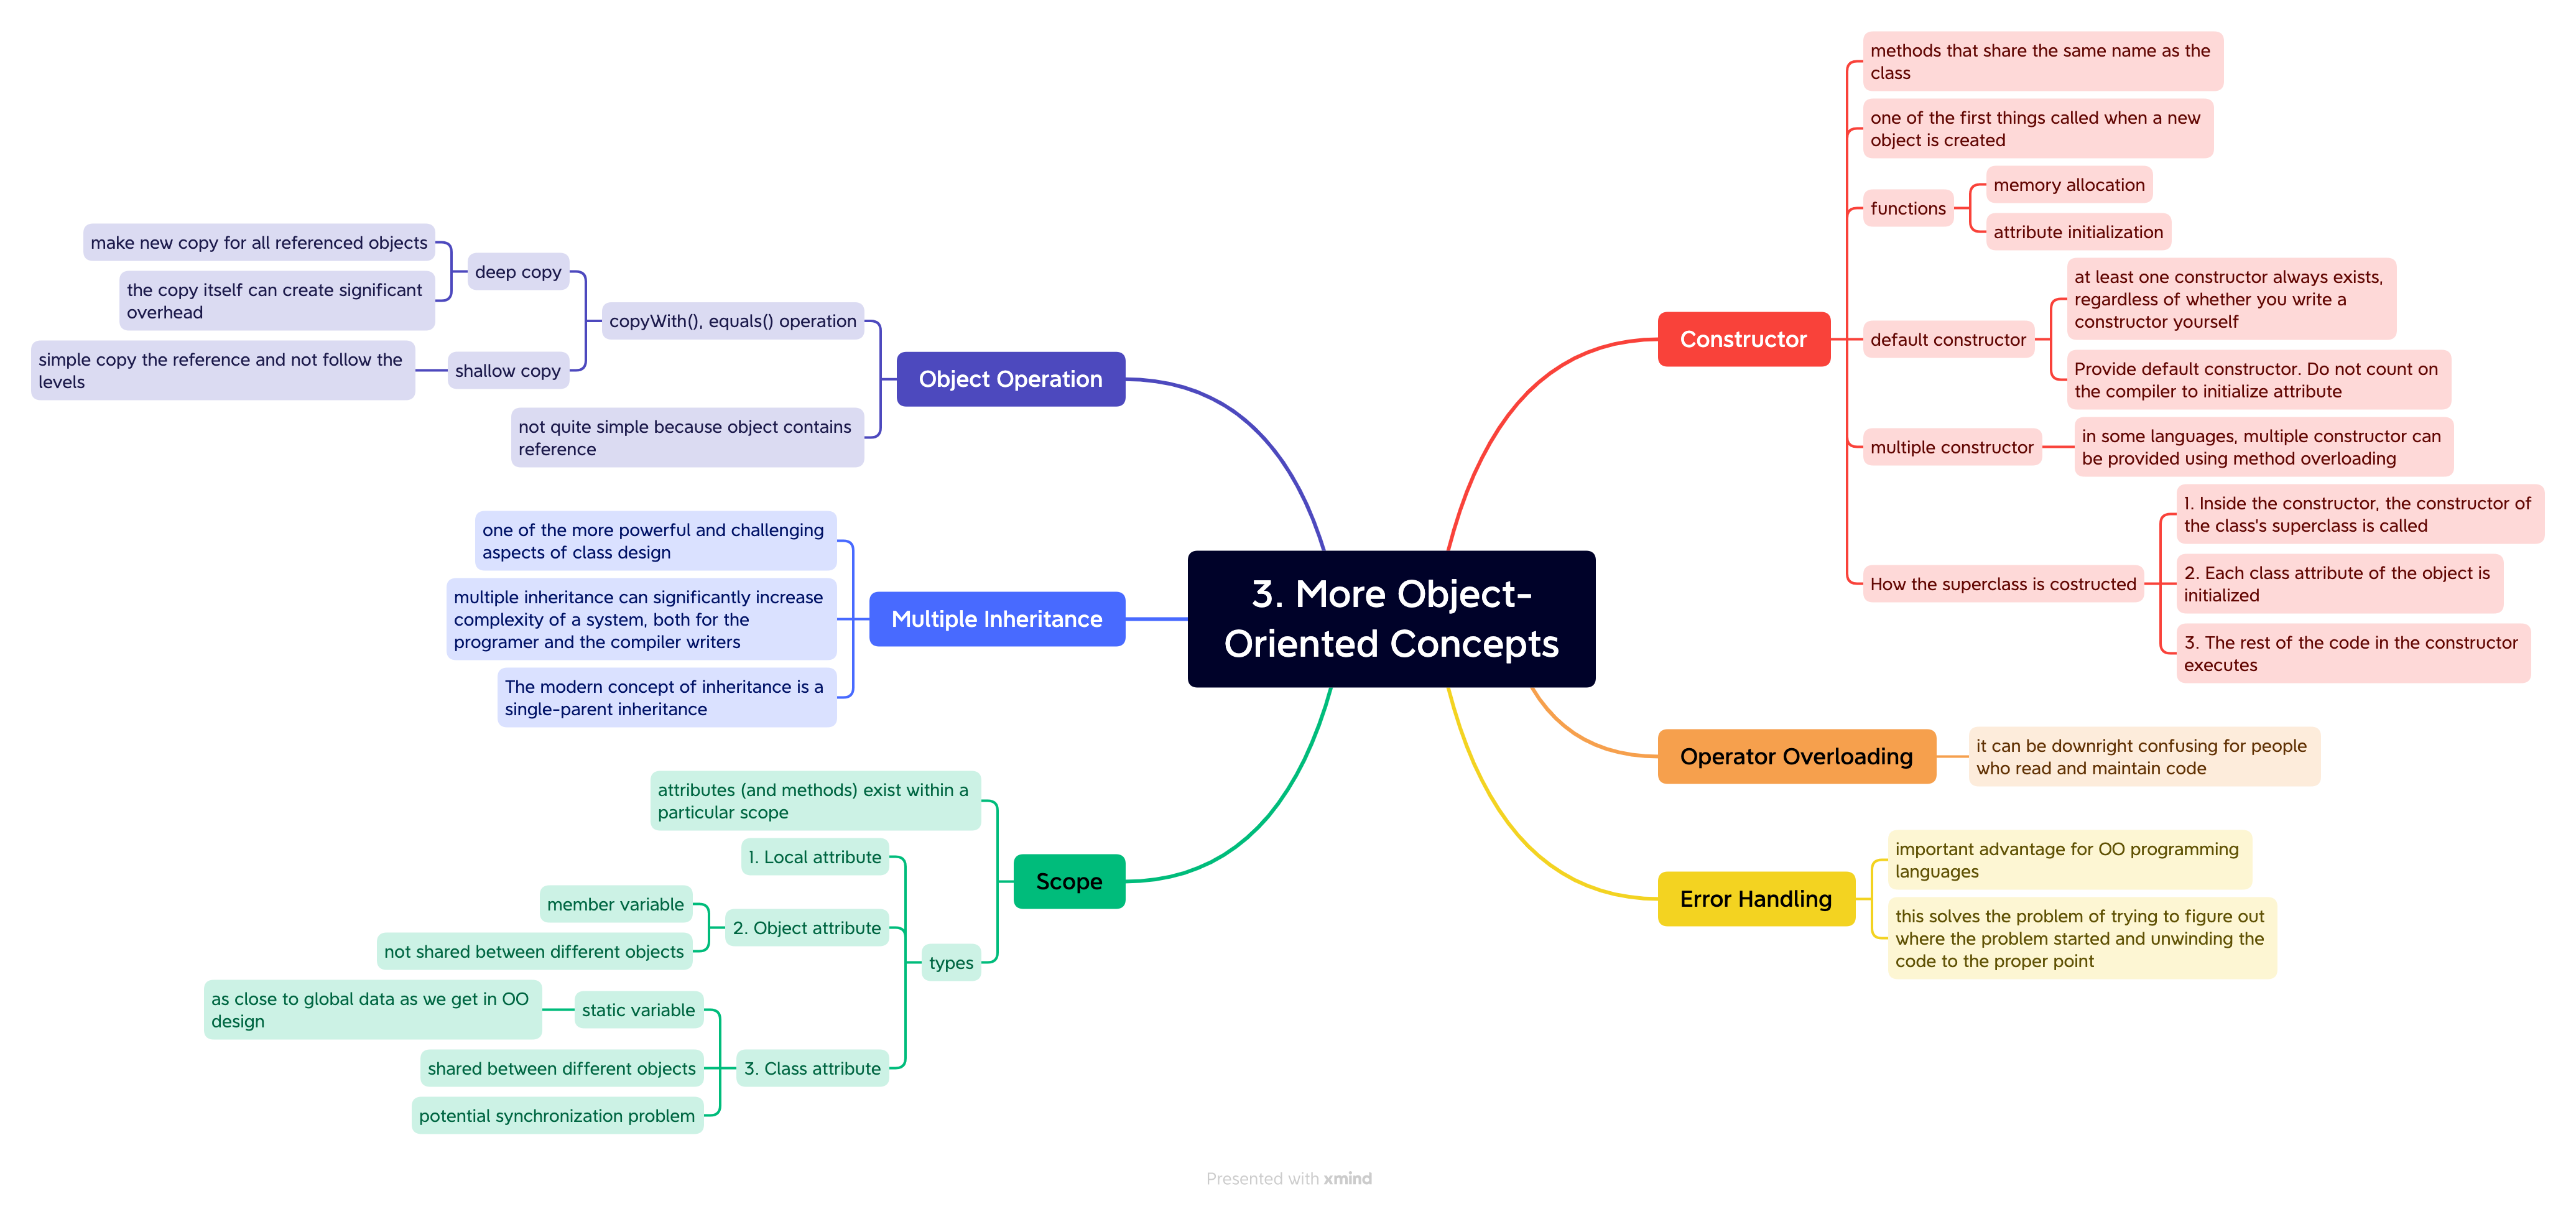 3. More Object-
Oriented Concepts
Constructor
methods that share the same name as the
class
one of the first things called when a new
object is created
functions
memory allocation
attribute initialization
default constructor
at least one constructor always exists,
regardless of whether you write a
constructor yourself
Provide default constructor. Do not count on
the compiler to initialize attribute
multiple constructor
in some languages, multiple constructor can
be provided using method overloading
How the superclass is costructed
1. Inside the constructor, the constructor of
the class's superclass is called
2. Each class attribute of the object is
initialized
3. The rest of the code in the constructor
executes
Operator Overloading
it can be downright confusing for people
who read and maintain code
Error Handling
important advantage for OO programming
languages
this solves the problem of trying to figure out
where the problem started and unwinding the
code to the proper point
Object Operation
copyWith(), equals() operation
deep copy
make new copy for all referenced objects
the copy itself can create significant
overhead
shallow copy
simple copy the reference and not follow the
levels
not quite simple because object contains
reference
Multiple Inheritance
one of the more powerful and challenging
aspects of class design
multiple inheritance can significantly increase
complexity of a system, both for the
programer and the compiler writers
The modern concept of inheritance is a
single-parent inheritance
Scope
attributes (and methods) exist within a
particular scope
types
1. Local attribute
2. Object attribute
member variable
not shared between different objects
3. Class attribute
static variable
as close to global data as we get in OO
design
shared between different objects
potential synchronization problem
Presented with xmind